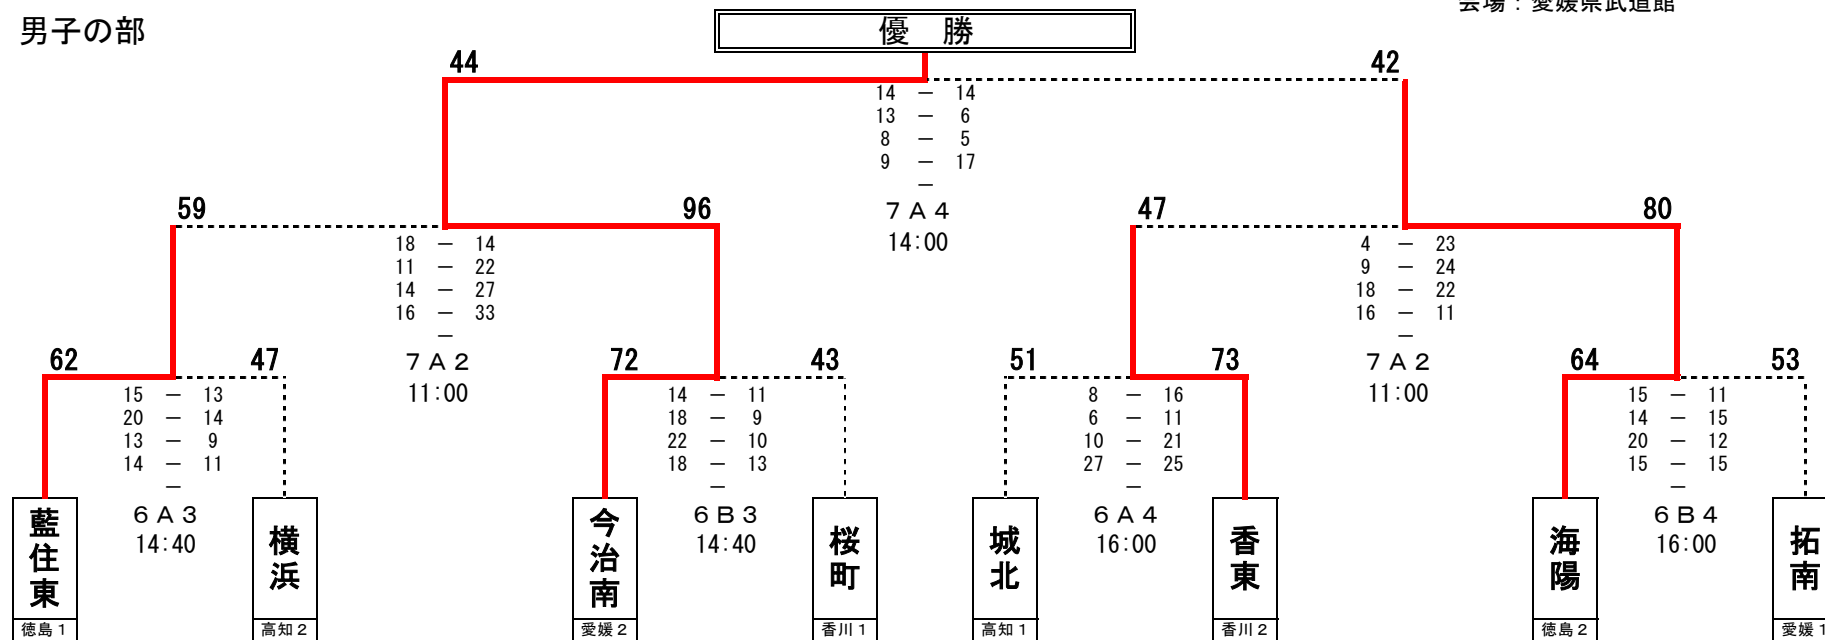 会場：愛媛県武道館
男子の部
優　勝
44
42
14 － 14
13 － 6
8 － 5
9 － 17
－
７Ａ４
14:00
59
96
18 － 14
11 － 22
14 － 27
16 － 33
－
７Ａ２
11:00
47
80
4 － 23
9 － 24
18 － 22
16 － 11
－
７Ａ２
11:00
62
47
15 － 13
20 － 14
13 － 9
14 － 11
－
６Ａ３
14:40
72
43
14 － 11
18 － 9
22 － 10
18 － 13
－
６Ｂ３
14:40
51
73
8 － 16
6 － 11
10 － 21
27 － 25
－
６Ａ４
16:00
64
53
15 － 11
14 － 15
20 － 12
15 － 15
－
６Ｂ４
16:00
藍住東
徳島１
横浜
高知２
今治南
愛媛２
桜町
香川１
城北
高知１
香東
香川２
海陽
徳島２
拓南
愛媛１